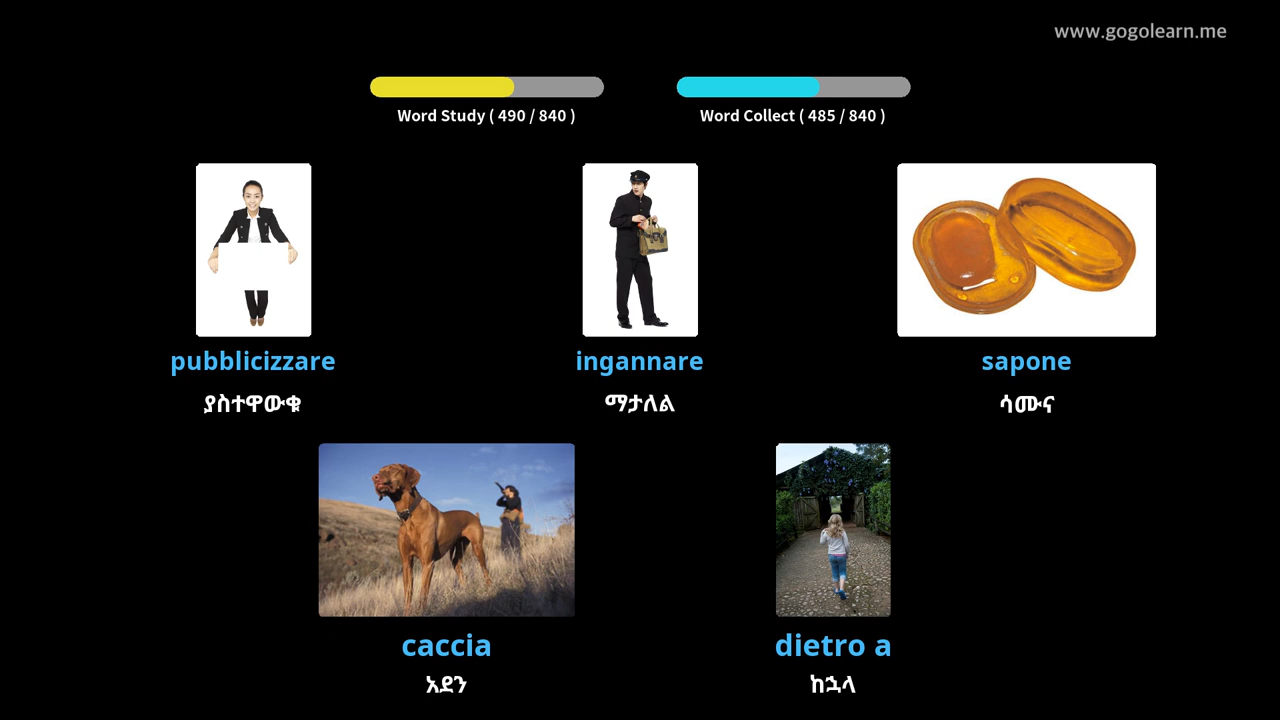 www.gogolearn.me
Word Study ( 490 / 840 )
Word Collect ( 485 / 840 )
pubblicizzare
ያስተዋውቁ
ingannare
ማታለል
sapone
ሳሙና
caccia
አደን
dietro a
ከኋላ